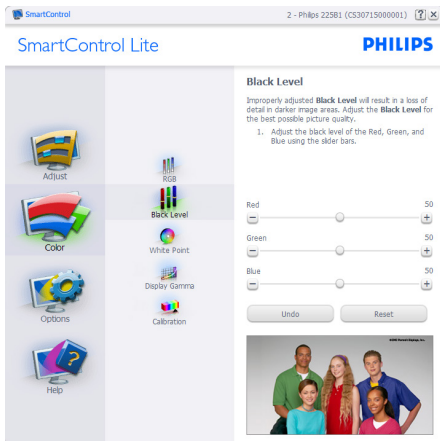 SmartControl
2 - Philips 225B1 (CS30715000001)
SmartControl Lite
PHILIPS
Adjust
Color
Options
Help
RGB
Black Level
White Point
Display Gamma
Calibration
Black Level
Improperly adjusted Black Level will result in a loss of
detail in darker image areas. Adjust the Black Level for
the best possible picture quality.
1. Adjust the black level of the Red, Green, and
Blue using the slider bars.
Red 50
Green 50
Blue 50
Undo
Reset